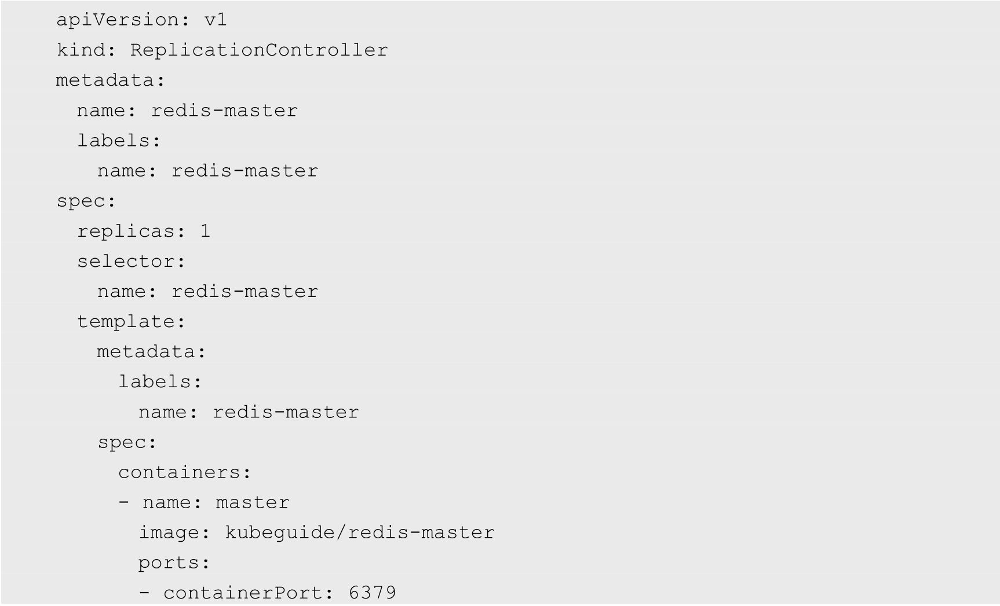 apiVersion: v1
kind: ReplicationController
metadata:
  name: redis-master
  labels:
    name: redis-master
spec:
  replicas: 1
  selector:
    name: redis-master
  template:
    metadata:
      labels:
        name: redis-master
    spec:
      containers:
      - name: master
        image: kubeguide/redis-master
        ports:
        - containerPort: 6379